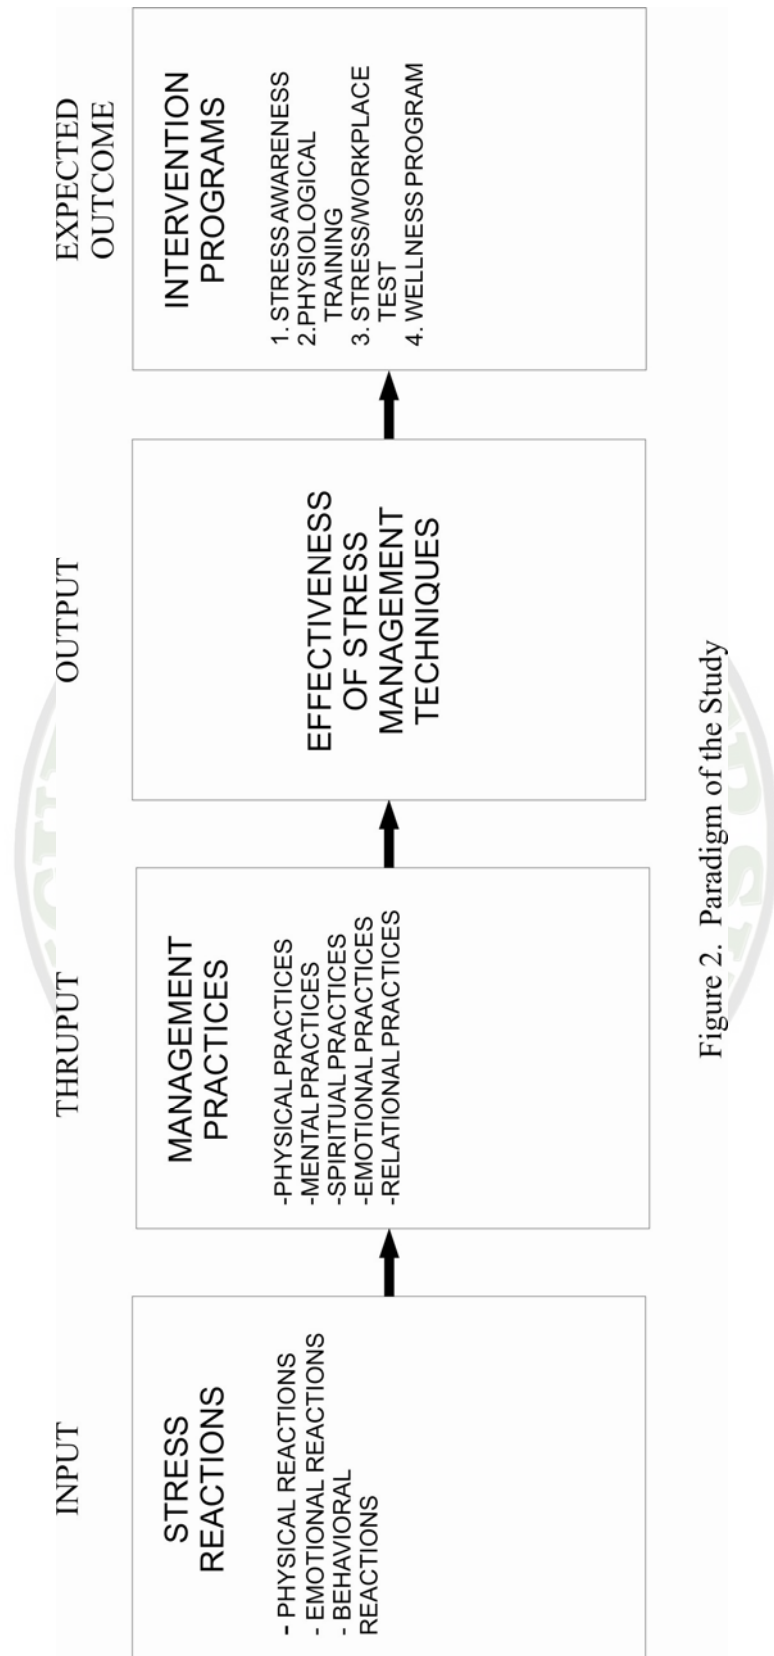 INPUT
STRESS
REACTIONS
- PHYSICAL REACTIONS
- EMOTIONAL REACTIONS
- BEHAVIORAL
REACTIONS
THRUPUT
MANAGEMENT
PRACTICES
-PHYSICAL PRACTICES
-MENTAL PRACTICES
-SPIRITUAL PRACTICES
-EMOTIONAL PRACTICES
-RELATIONAL PRACTICES
OUTPUT
EFFECTIVENESS
OF STRESS
MANAGEMENT
TECHNIQUES
EXPECTED
OUTCOME
INTERVENTION
PROGRAMS
1. STRESS AWARENESS
2.PHYSIOLOGICAL
TRAINING
3. STRESS/WORKPLACE
TEST
4. WELLNESS PROGRAM
Figure 2. Paradigm of the Study